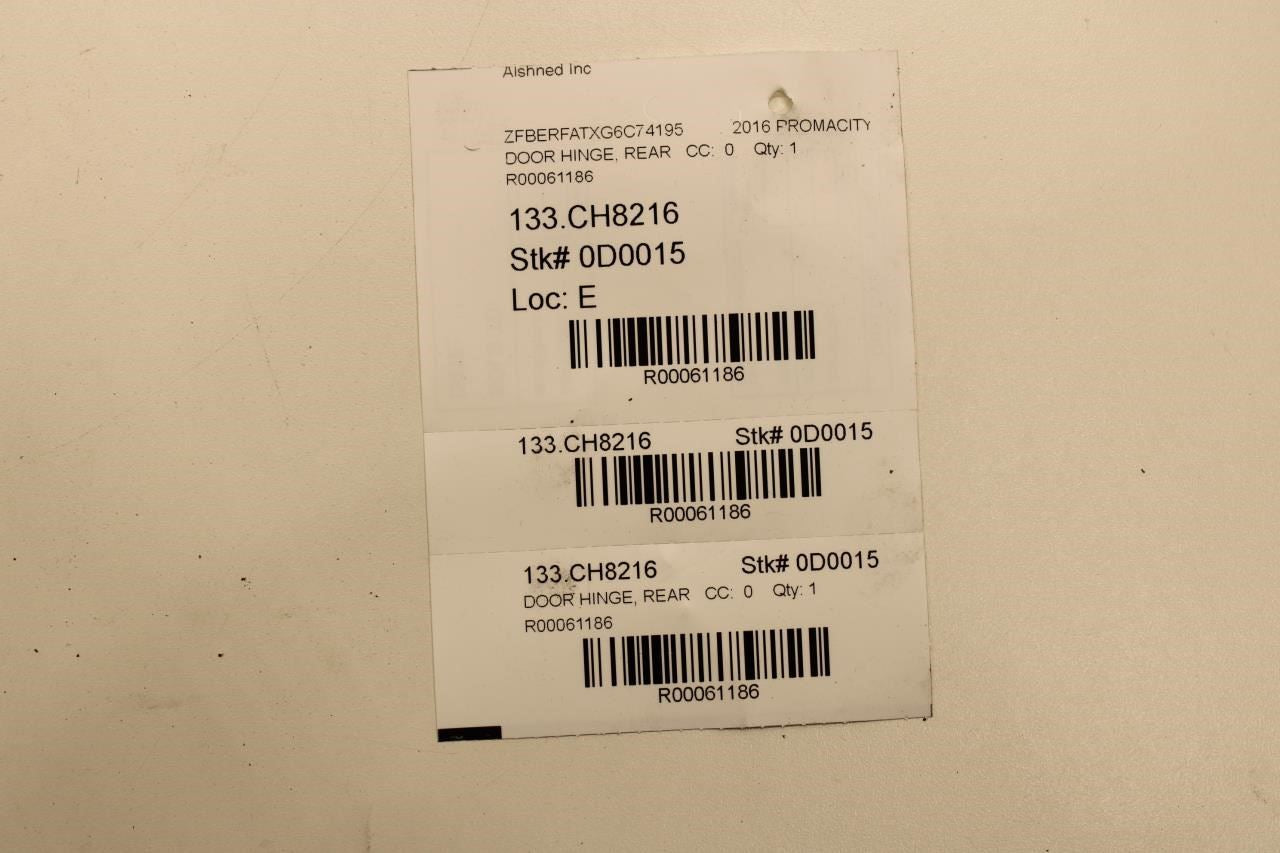 Alshned Inc
ZFBERFATXG6C74195 2016 PROMACITY
DOOR HINGE, REAR CC: 0 Qty: 1
R00061186
133.CH8216
Stk# 0D0015
Loc: E
R00061186
133.CH8216 Stk# 0D0015
R00061186
133.CH8216 Stk# 0D0015
DOOR HINGE, REAR CC: 0 Qty: 1
R00061186
R00061186